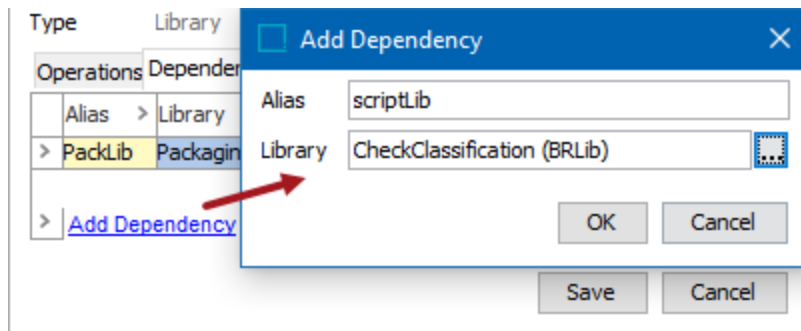 Type Library
Add Dependency
Operations Depender
Alias > Library
> PackLib Packagin
> Add Dependency
Alias scriptLib
Library CheckClassification (BRLib) ...
OK Cancel
Save Cancel